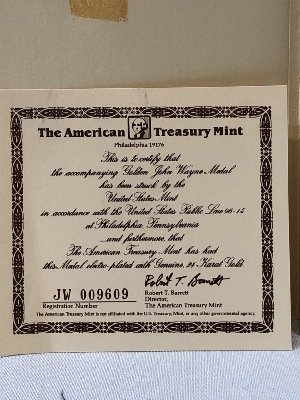 The American Treasury Mint
Philadelphia 19176
This is to certify that
the accompanying Golden John Wayne Medal
has been struck by the
United States Mint
in accordance with the United States Public Law 96-15
at Philadelphia, Pennsylvania
...and furthermore, that
The American Treasury Mint has had
this Medal electro-plated with Genuine, 24 Karat Gold.
JW 009609
Registration Number
Robert T. Barrett
Robert T. Barrett
Director,
The American Treasury Mint
The American Treasury Mint is not affiliated with the U.S. Treasury, Mint, or any other governmental agency.